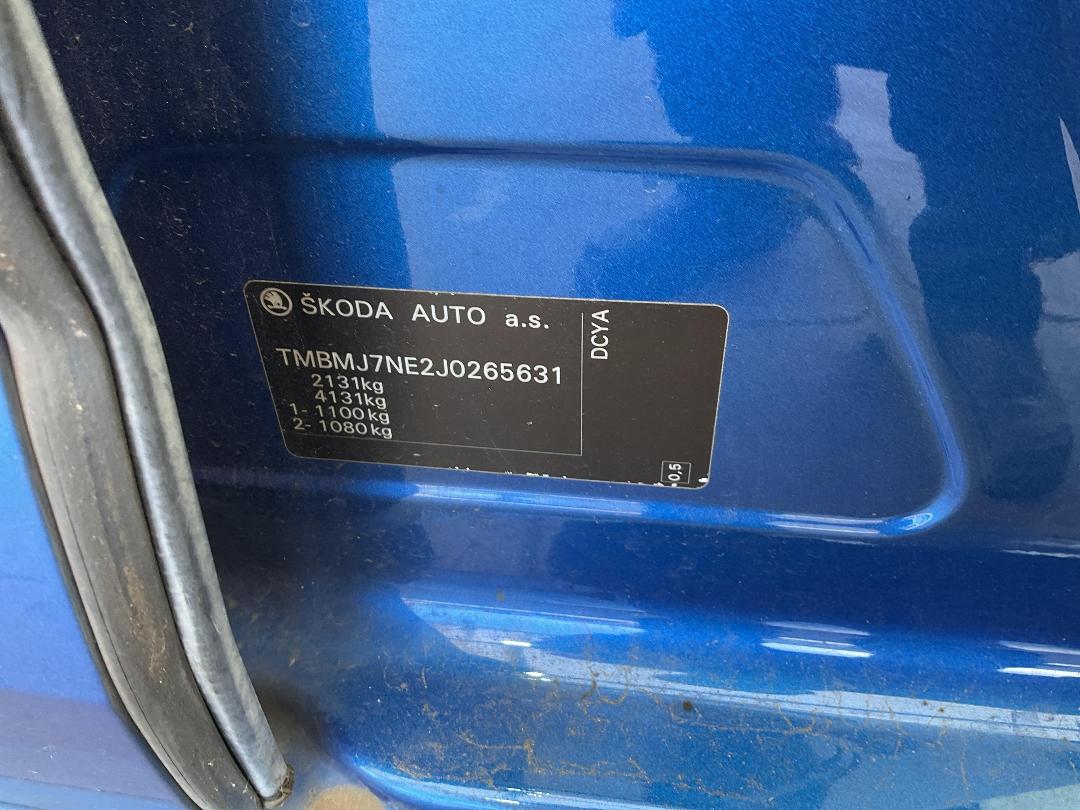 ŠKODA AUTO a.s.
TMBMJ7NE2J0265631
2131kg
4131kg
1- 1100kg
2- 1080kg
DCYA
0,5